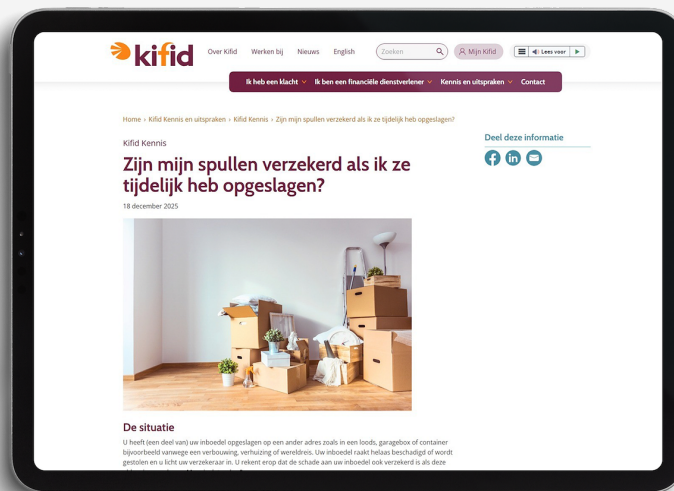 kifid
Over Kifid Werken bij Nieuws English Zoeken Mijn Kifid Lees voor
Ik heb een klacht Ik ben een financiële dienstverlener Kennis en uitspraken Contact
Home › Kifid Kennis en uitspraken › Kifid Kennis › Zijn mijn spullen verzekerd als ik ze tijdelijk heb opgeslagen?
Kifid Kennis
Zijn mijn spullen verzekerd als ik ze
tijdelijk heb opgeslagen?
18 december 2025
Deel deze informatie
De situatie
U heeft (een deel van) uw inboedel opgeslagen op een ander adres zoals in een loods, garagebox of container
bijvoorbeeld vanwege een verbouwing, verhuizing of wereldreis. Uw inboedel raakt helaas beschadigd of wordt
gestolen en u licht uw verzekeraar in. U rekent erop dat de schade aan uw inboedel ook verzekerd is als deze